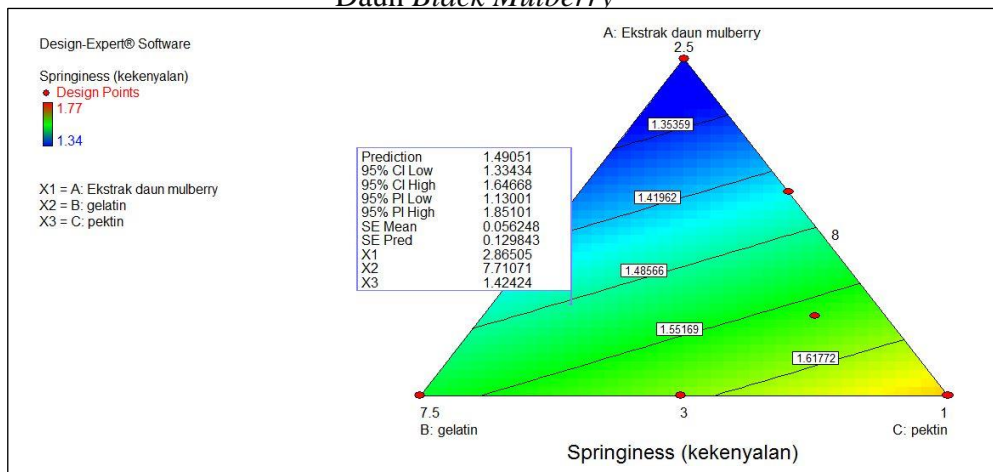 Daun Black Mulberry
Design-Expert® Software
Springiness (kekenyalan)
Design Points
1.77
1.34
X1 = A: Ekstrak daun mulberry
X2 = B: gelatin
X3 = C: pektin
A: Ekstrak daun mulberry
2.5
Prediction 1.49051
95% CI Low 1.33434
95% CI High 1.64668
95% PI Low 1.13001
95% PI High 1.85101
SE Mean 0.056248
SE Pred 0.129843
X1 2.86505
X2 7.71071
X3 1.42424
1.35359
1.41962
8
1.48566
1.55169
1.61772
7.5 3 1
B: gelatin C: pektin
Springiness (kekenyalan)